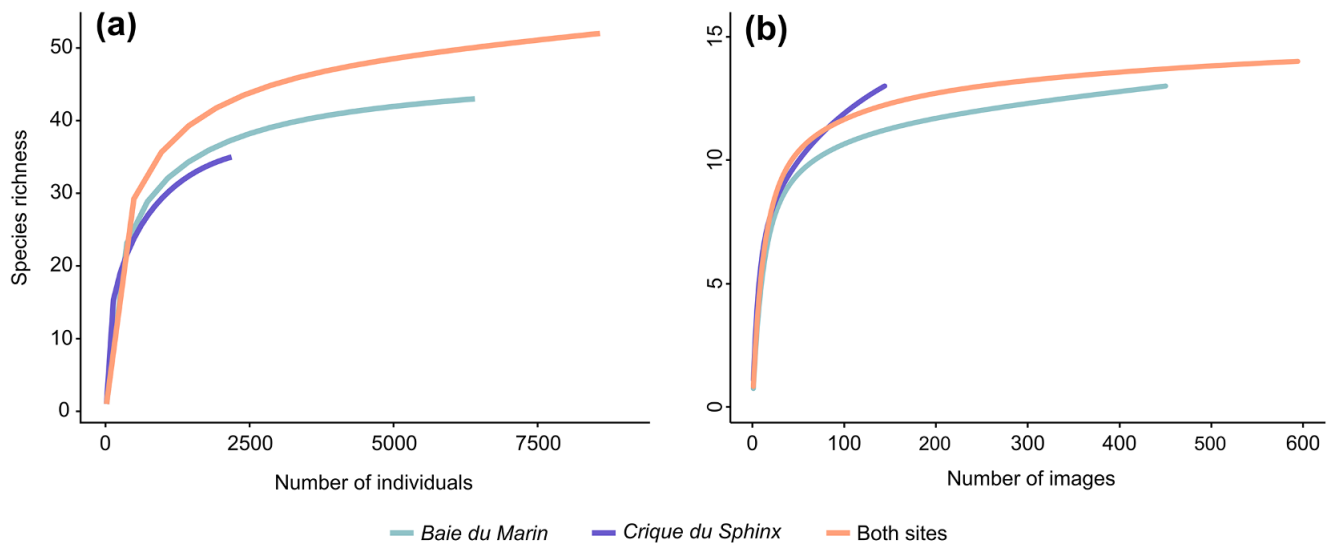 (a)
Species richness
50
40
30
20
10
0
0 2500 5000 7500
Number of individuals
(b)
15
10
5
0
0 100 200 300 400 500 600
Number of images
Baie du Marin Crique du Sphinx Both sites